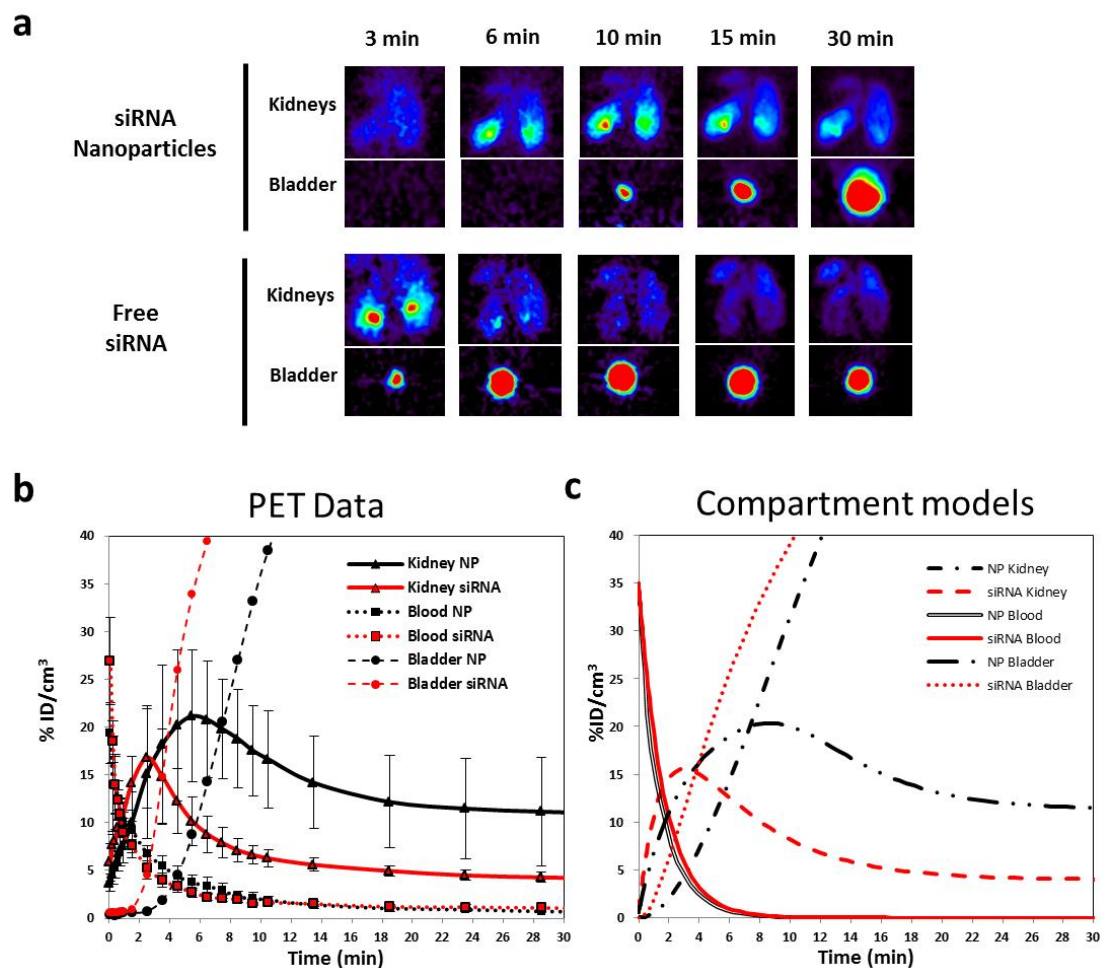 a
3 min 6 min 10 min 15 min 30 min
siRNA
Nanoparticles
Kidneys
Bladder
Free
siRNA
Kidneys
Bladder
b
PET Data
% ID/cm³
40
35
30
25
20
15
10
5
0
Kidney NP
Kidney siRNA
Blood NP
Blood siRNA
Bladder NP
Bladder siRNA
0 2 4 6 8 10 12 14 16 18 20 22 24 26 28 30
Time (min)
c
Compartment models
%ID/cm³
40
35
30
25
20
15
10
5
0
NP Kidney
siRNA Kidney
NP Blood
siRNA Blood
NP Bladder
siRNA Bladder
0 2 4 6 8 10 12 14 16 18 20 22 24 26 28 30
Time (min)